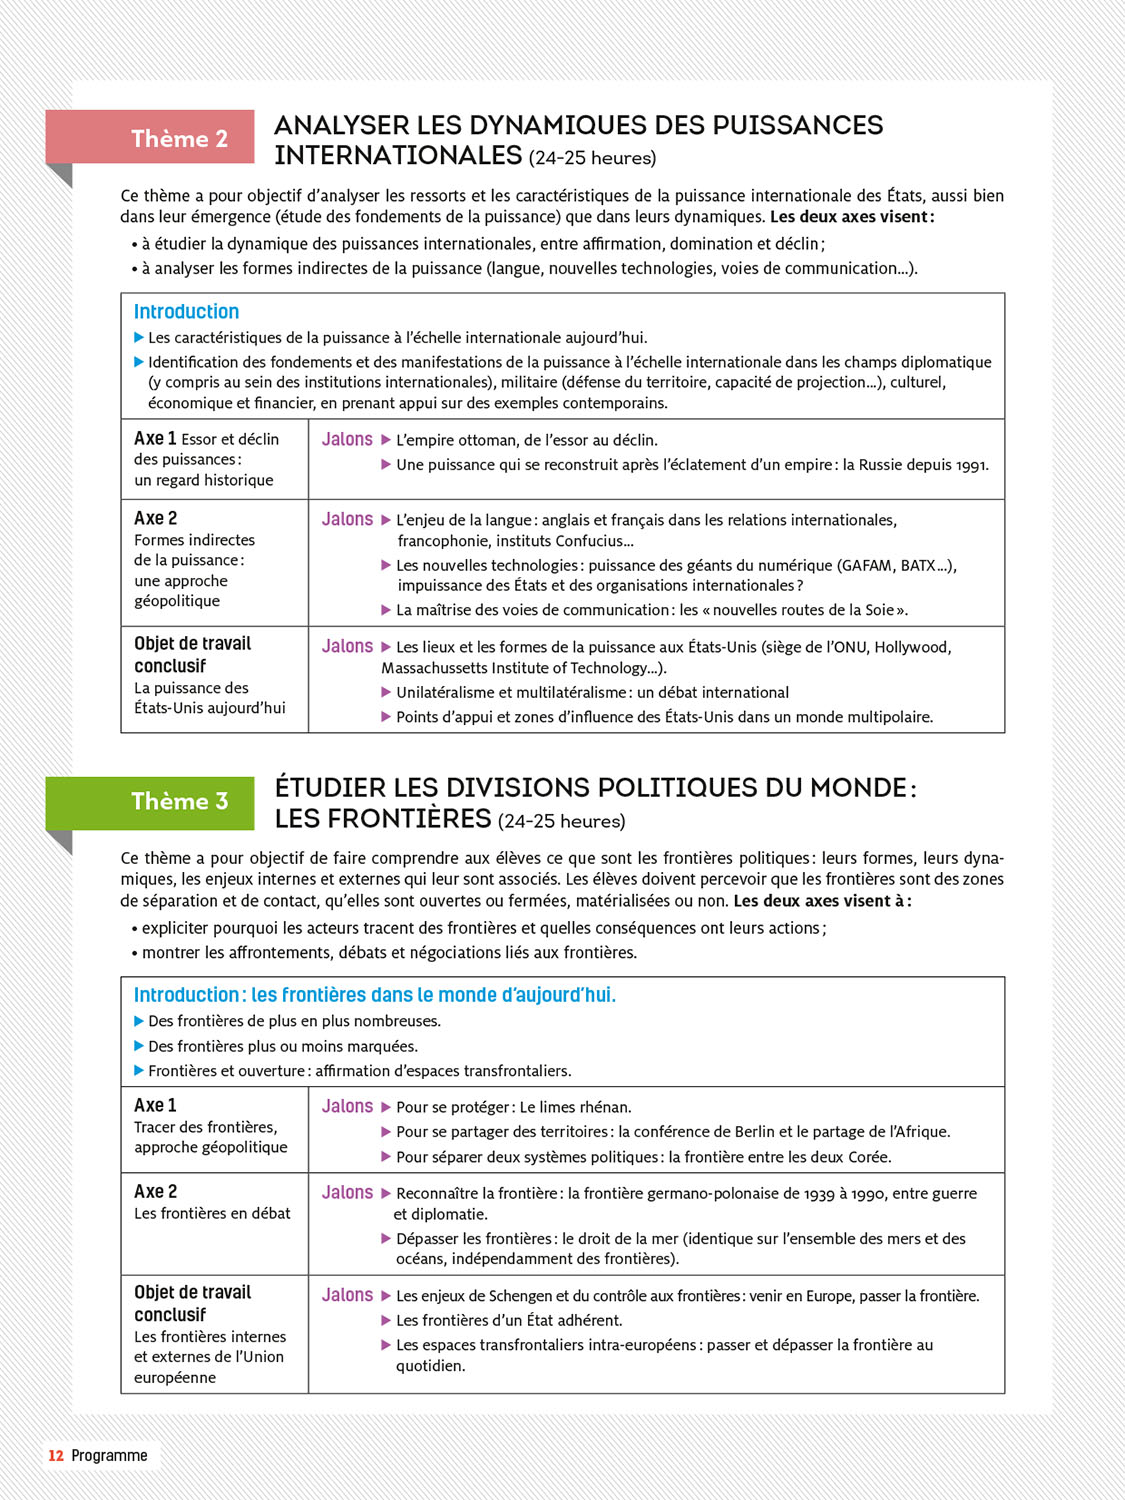 Thème 2
ANALYSER LES DYNAMIQUES DES PUISSANCES
INTERNATIONALES (24-25 heures)
Ce thème a pour objectif d’analyser les ressorts et les caractéristiques de la puissance internationale des États, aussi bien
dans leur émergence (étude des fondements de la puissance) que dans leurs dynamiques. Les deux axes visent :
• à étudier la dynamique des puissances internationales, entre affirmation, domination et déclin ;
• à analyser les formes indirectes de la puissance (langue, nouvelles technologies, voies de communication…).
Introduction
▶ Les caractéristiques de la puissance à l’échelle internationale aujourd’hui.
▶ Identification des fondements et des manifestations de la puissance à l’échelle internationale dans les champs diplomatique
(y compris au sein des institutions internationales), militaire (défense du territoire, capacité de projection…), culturel,
économique et financier, en prenant appui sur des exemples contemporains.
Axe 1 Essor et déclin
des puissances :
un regard historique
Jalons ▶ L’empire ottoman, de l’essor au déclin.
▶ Une puissance qui se reconstruit après l’éclatement d’un empire : la Russie depuis 1991.
Axe 2
Formes indirectes
de la puissance :
une approche
géopolitique
Jalons ▶ L’enjeu de la langue : anglais et français dans les relations internationales,
francophonie, instituts Confucius…
▶ Les nouvelles technologies : puissance des géants du numérique (GAFAM, BATX…),
impuissance des États et des organisations internationales ?
▶ La maîtrise des voies de communication : les « nouvelles routes de la Soie ».
Objet de travail
conclusif
La puissance des
États-Unis aujourd’hui
Jalons ▶ Les lieux et les formes de la puissance aux États-Unis (siège de l’ONU, Hollywood,
Massachussetts Institute of Technology…).
▶ Unilatéralisme et multilatéralisme : un débat international
▶ Points d’appui et zones d’influence des États-Unis dans un monde multipolaire.
Thème 3
ÉTUDIER LES DIVISIONS POLITIQUES DU MONDE :
LES FRONTIÈRES (24-25 heures)
Ce thème a pour objectif de faire comprendre aux élèves ce que sont les frontières politiques : leurs formes, leurs dyna-
miques, les enjeux internes et externes qui leur sont associés. Les élèves doivent percevoir que les frontières sont des zones
de séparation et de contact, qu’elles sont ouvertes ou fermées, matérialisées ou non. Les deux axes visent à :
• expliciter pourquoi les acteurs tracent des frontières et quelles conséquences ont leurs actions ;
• montrer les affrontements, débats et négociations liés aux frontières.
Introduction : les frontières dans le monde d’aujourd’hui.
▶ Des frontières de plus en plus nombreuses.
▶ Des frontières plus ou moins marquées.
▶ Frontières et ouverture : affirmation d’espaces transfrontaliers.
Axe 1
Tracer des frontières,
approche géopolitique
Jalons ▶ Pour se protéger : Le limes rhénan.
▶ Pour se partager des territoires : la conférence de Berlin et le partage de l’Afrique.
▶ Pour séparer deux systèmes politiques : la frontière entre les deux Corée.
Axe 2
Les frontières en débat
Jalons ▶ Reconnaître la frontière : la frontière germano-polonaise de 1939 à 1990, entre guerre
et diplomatie.
▶ Dépasser les frontières : le droit de la mer (identique sur l’ensemble des mers et des
océans, indépendamment des frontières).
Objet de travail
conclusif
Les frontières internes
et externes de l’Union
européenne
Jalons ▶ Les enjeux de Schengen et du contrôle aux frontières : venir en Europe, passer la frontière.
▶ Les frontières d’un État adhérent.
▶ Les espaces transfrontaliers intra-européens : passer et dépasser la frontière au
quotidien.
12 Programme